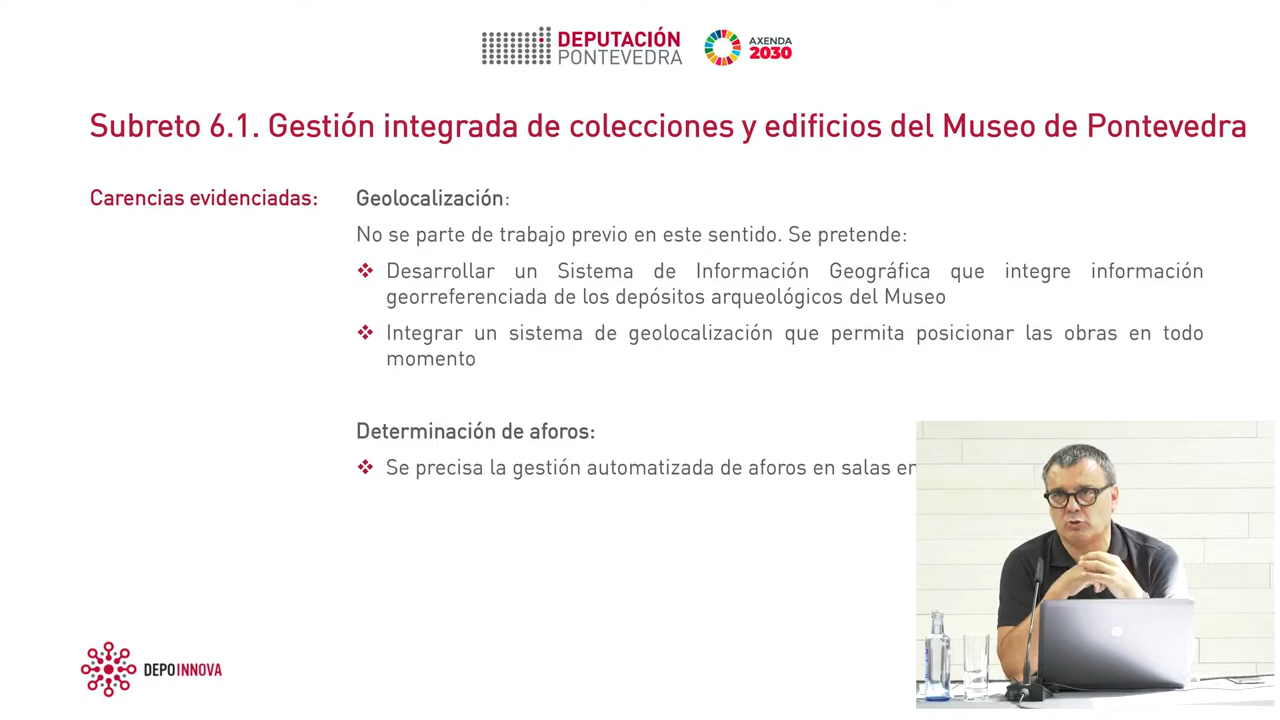 DEPUTACIÓN
PONTEVEDRA
AXENDA
2030
Subreto 6.1. Gestión integrada de colecciones y edificios del Museo de Pontevedra
Carencias evidenciadas:
Geolocalización:
No se parte de trabajo previo en este sentido. Se pretende:
Desarrollar un Sistema de Información Geográfica que integre información
georreferenciada de los depósitos arqueológicos del Museo
Integrar un sistema de geolocalización que permita posicionar las obras en todo
momento
Determinación de aforos:
Se precisa la gestión automatizada de aforos en salas en
DEPOINNOVA